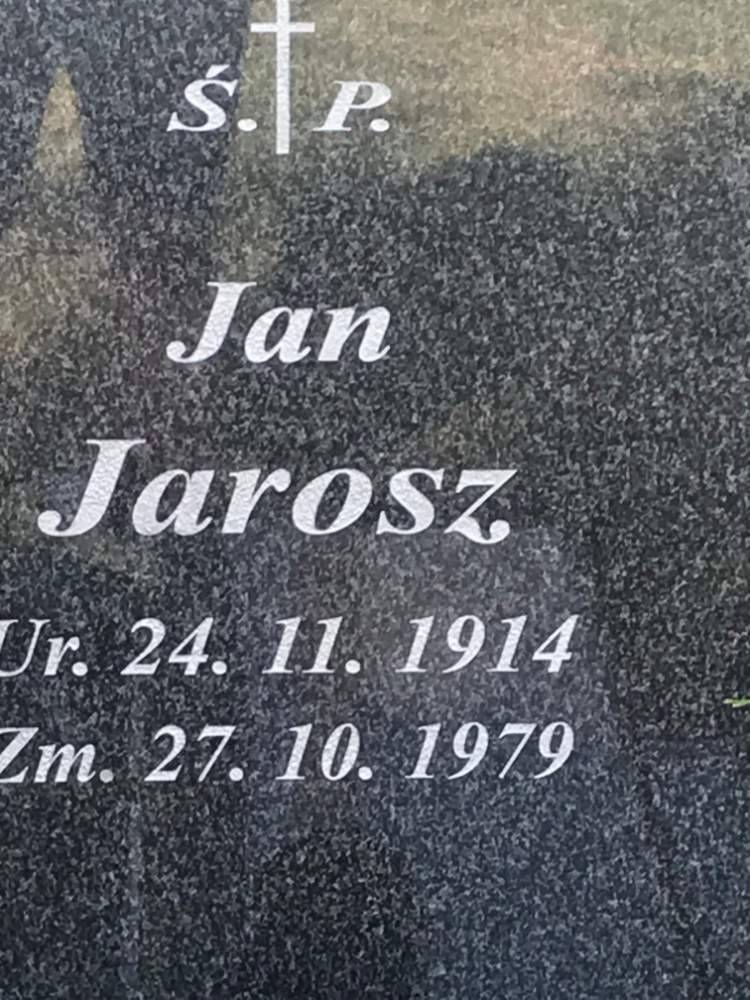 Ś. P.
Jan
Jarosz
Ur. 24. 11. 1914
Zm. 27. 10. 1979